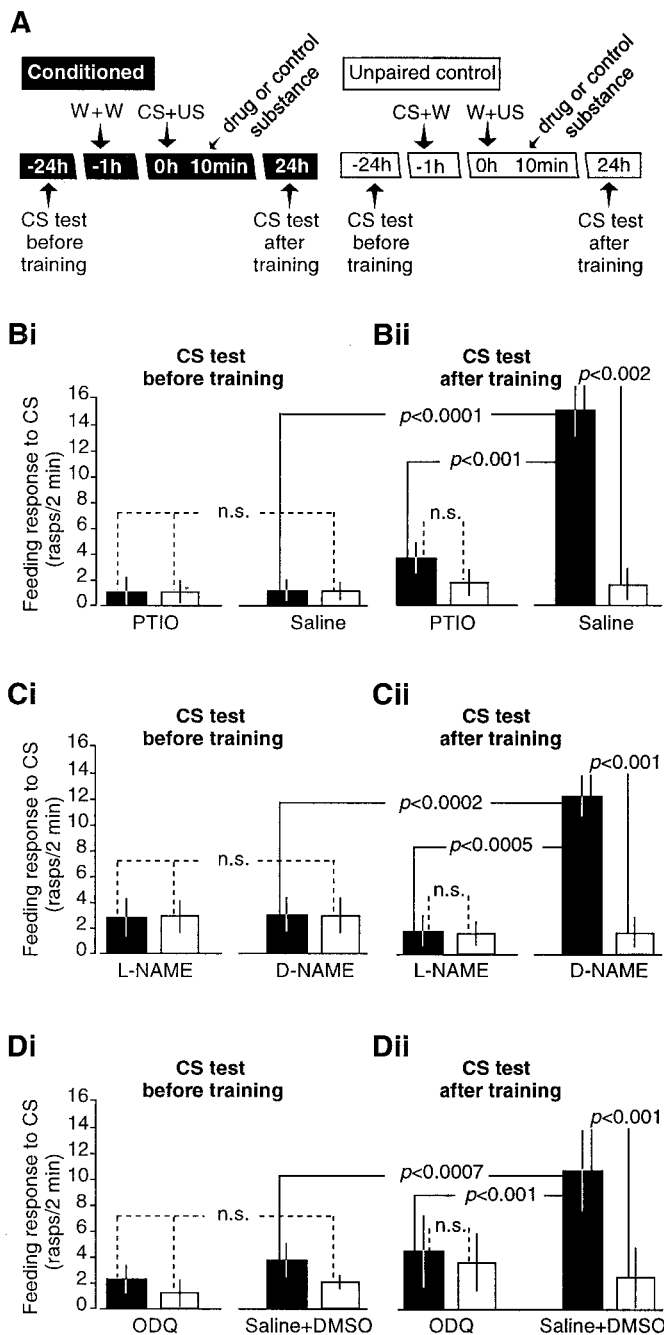 A
Conditioned
Unpaired control
W+W
CS+US
drug or control
substance
CS+W
W+US
drug or control
substance
-24h
-1h
0h 10min
24h
-24h
-1h
0h 10min
24h
CS test
before
training
CS test
after
training
CS test
before
training
CS test
after
training
Bi
CS test
before training
Bii
CS test
after training
p<0.002
p<0.0001
p<0.001
n.s.
n.s.
Feeding response to CS
(rasps/2 min)
16
14
12
10
8
6
4
2
0
PTIO
Saline
PTIO
Saline
Ci
CS test
before training
Cii
CS test
after training
p<0.001
p<0.0002
p<0.0005
n.s.
n.s.
Feeding response to CS
(rasps/2 min)
16
14
12
10
8
6
4
2
0
L-NAME
D-NAME
L-NAME
D-NAME
Di
CS test
before training
Dii
CS test
after training
p<0.001
p<0.0007
p<0.001
n.s.
n.s.
Feeding response to CS
(rasps/2 min)
16
14
12
10
8
6
4
2
0
ODQ
Saline+DMSO
ODQ
Saline+DMSO